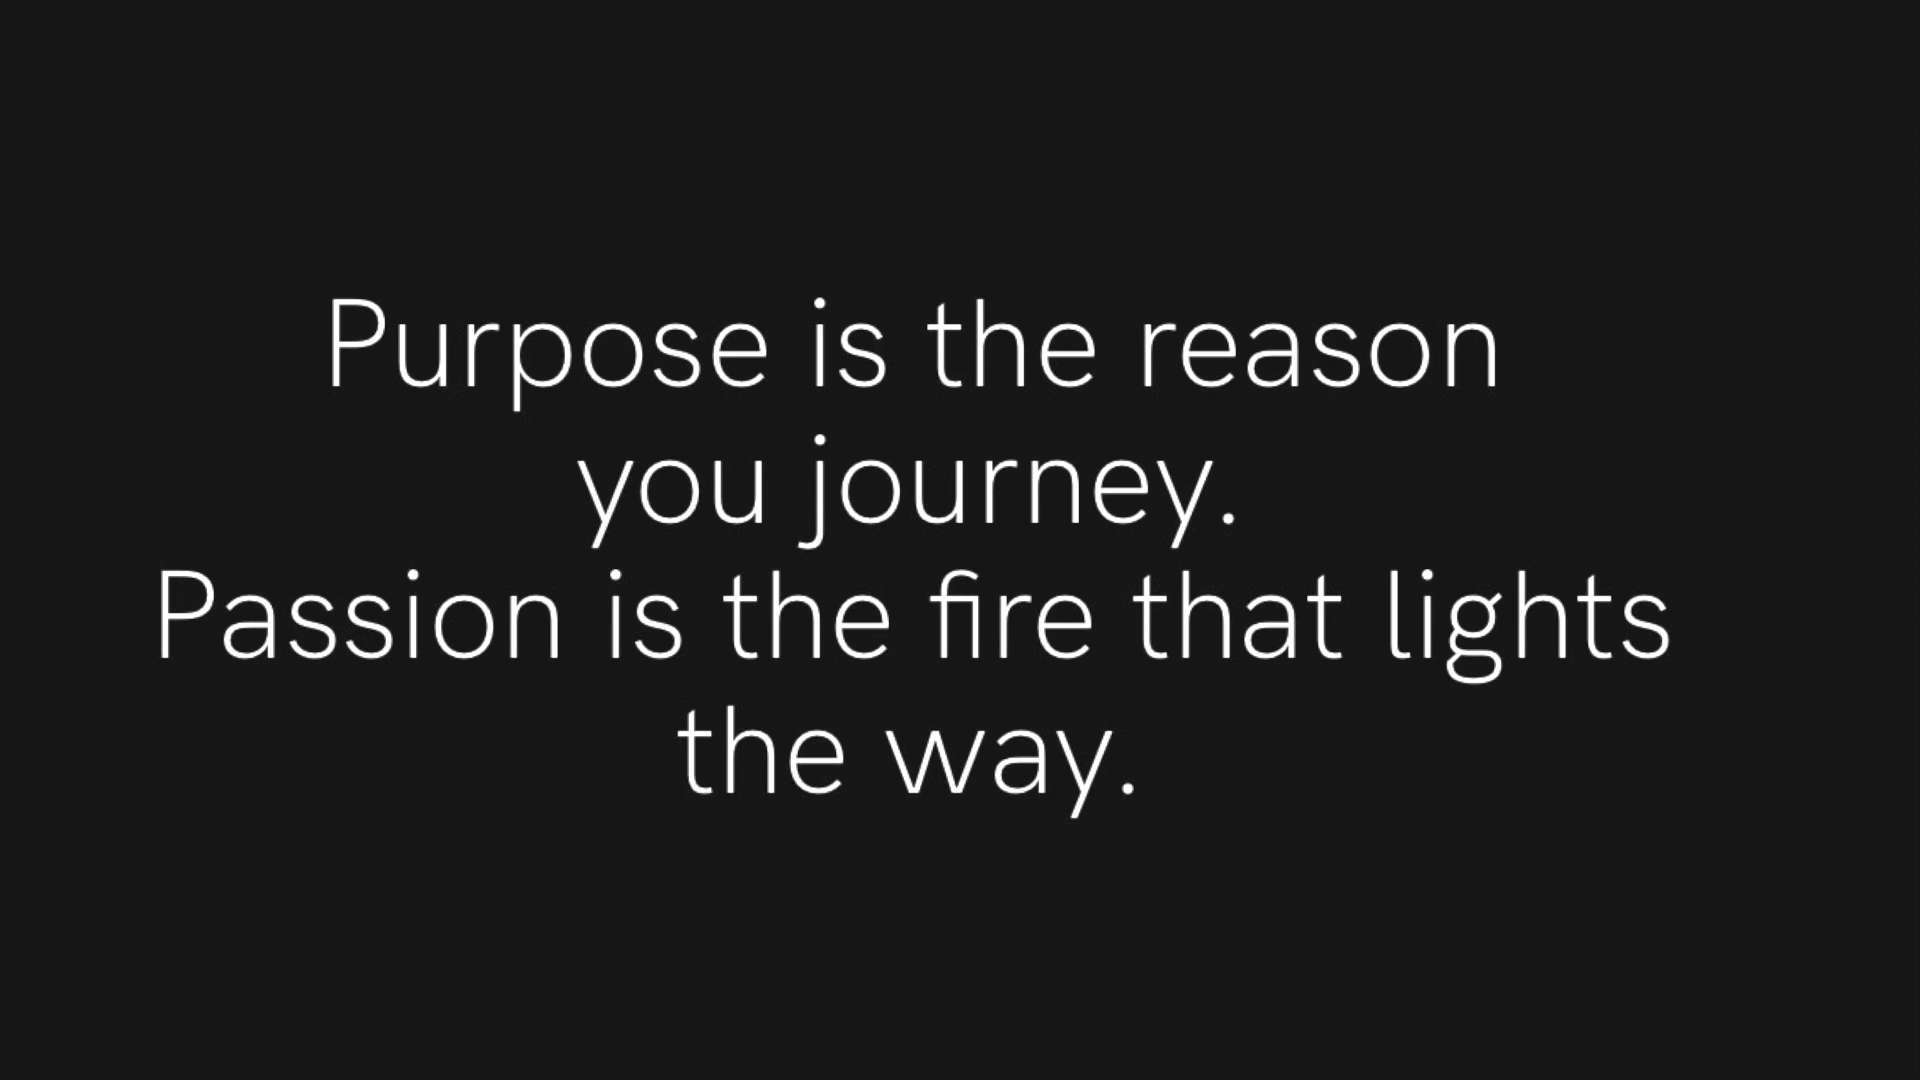 Purpose is the reason
you journey.
Passion is the fire that lights
the way.